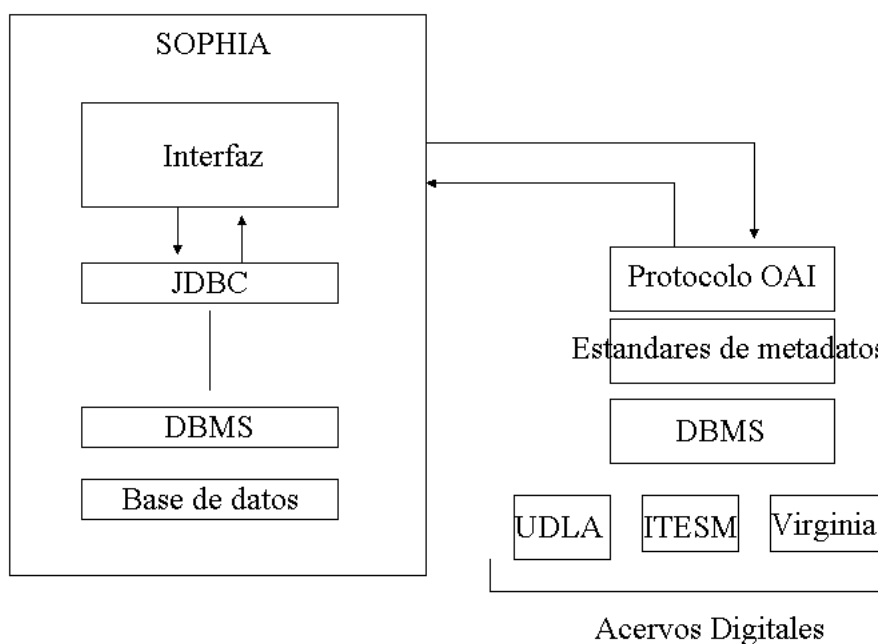 SOPHIA
Interfaz
JDBC
DBMS
Base de datos
Protocolo OAI
Estandares de metadatos
DBMS
UDLA
ITESM
Virginia
Acervos Digitales